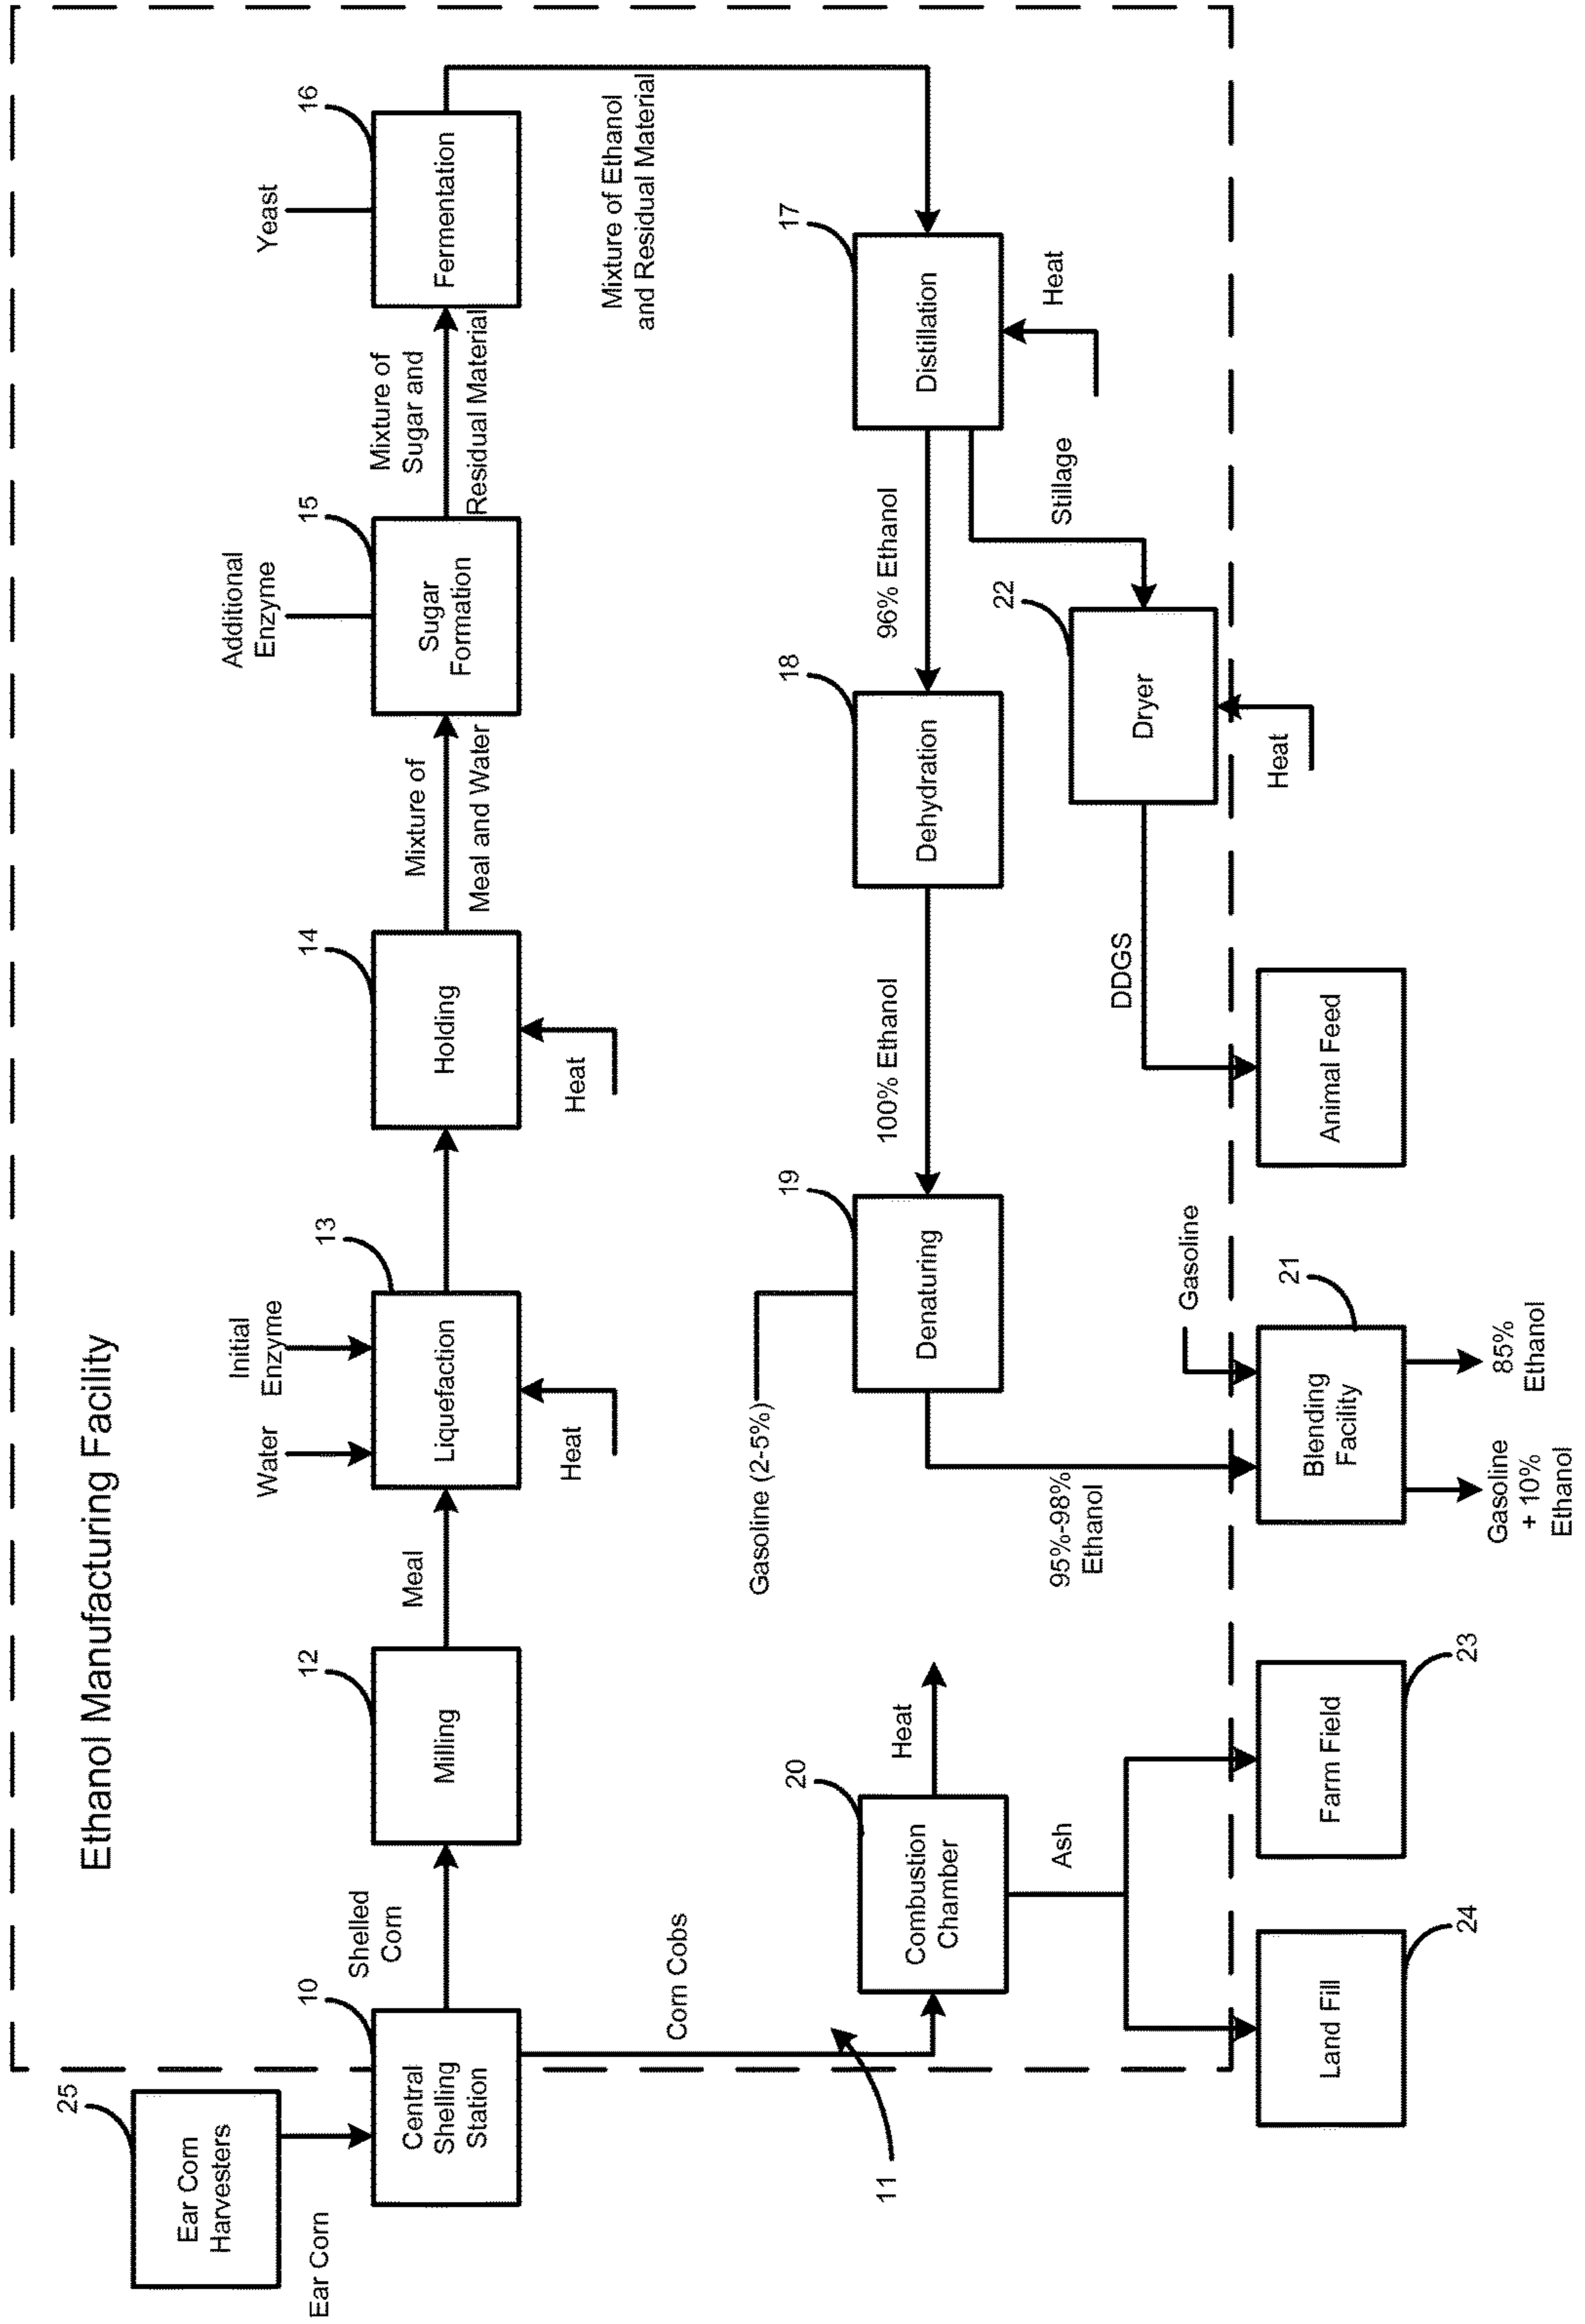 Ethanol Manufacturing Facility
25
Ear Corn
Harvesters
Ear Corn
10
Central
Shelling
Station
Shelled
Corn
12
Milling
Meal
Water
Initial
Enzyme
13
Liquefaction
Heat
14
Holding
Heat
Mixture of
Meal and Water
Additional
Enzyme
15
Sugar
Formation
Mixture of
Sugar and
Residual Material
Yeast
16
Fermentation
Mixture of Ethanol
and Residual Material
Corn Cobs
11
20
Combustion
Chamber
Heat
Ash
Gasoline (2-5%)
19
Denaturing
100% Ethanol
18
Dehydration
96% Ethanol
17
Distillation
Heat
Stillage
22
Dryer
Heat
DDGS
95%-98%
Ethanol
Gasoline
Land Fill
24
Farm Field
23
Blending
Facility
21
Animal Feed
Gasoline
+ 10%
Ethanol
85%
Ethanol